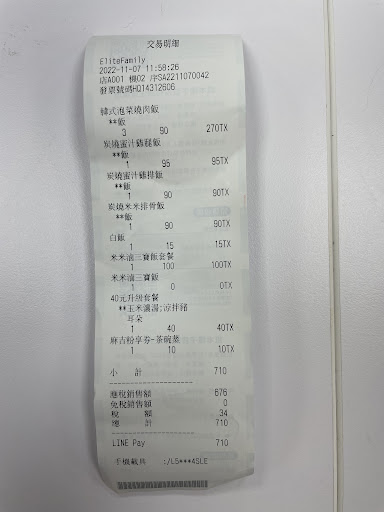 交易明細
EliteFamily
2022-11-07 11:58:26
店A001 機02 序SA2211070042
發票號碼HQ14312606
韓式泡菜燒肉飯
**飯
3 90 270TX
炭燒蜜汁雞腿飯
**飯
1 95 95TX
炭燒蜜汁雞排飯
**飯
1 90 90TX
炭燒米米排骨飯
**飯
1 90 90TX
白飯
1 15 15TX
米米滷三寶飯套餐
1 100 100TX
米米滷三寶飯
1 0 0TX
40元升級套餐
**玉米濃湯;涼拌豬
耳朵
1 40 40TX
麻吉粉享券-茶碗蒸
1 10 10TX
小 計 710
應稅銷售額 676
免稅銷售額 0
稅 額 34
總 計 710
LINE Pay 710
手機載具 :/L5***4SLE